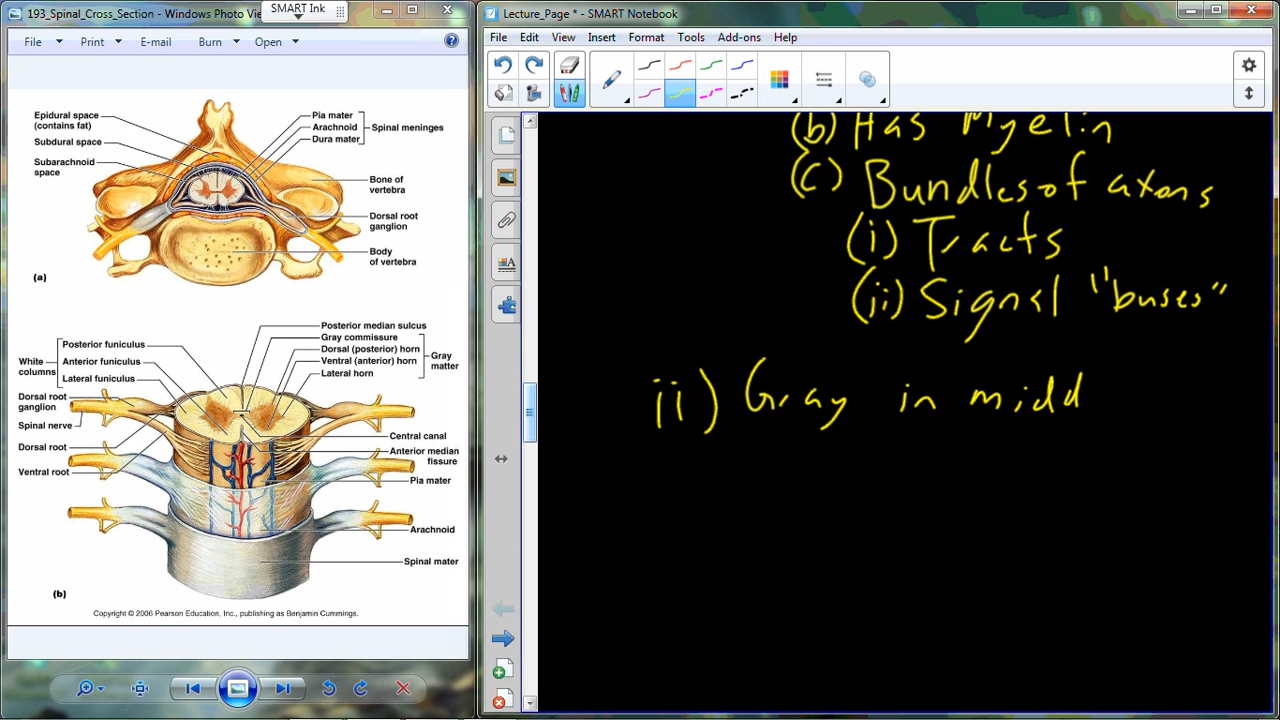 193_Spinal_Cross_Section - Windows Photo Vie
SMART Ink
File Print E-mail Burn Open
Epidural space
(contains fat)
Subdural space
Subarachnoid
space
Pia mater
Arachnoid
Dura mater
Spinal meninges
Bone of
vertebra
Dorsal root
ganglion
Body
of vertebra
(a)
Posterior median sulcus
Gray commissure
Dorsal (posterior) horn
Ventral (anterior) horn
Lateral horn
Gray
matter
White
columns
Posterior funiculus
Anterior funiculus
Lateral funiculus
Dorsal root
ganglion
Spinal nerve
Dorsal root
Ventral root
Central canal
Anterior median
fissure
Pia mater
Arachnoid
Spinal mater
(b)
Copyright © 2006 Pearson Education, Inc., publishing as Benjamin Cummings.
Lecture_Page * - SMART Notebook
File Edit View Insert Format Tools Add-ons Help
(b) Has Myelin
(c) Bundles of axons
(i) Tracts
(ii) Signal "buses"
ii) Gray in midd